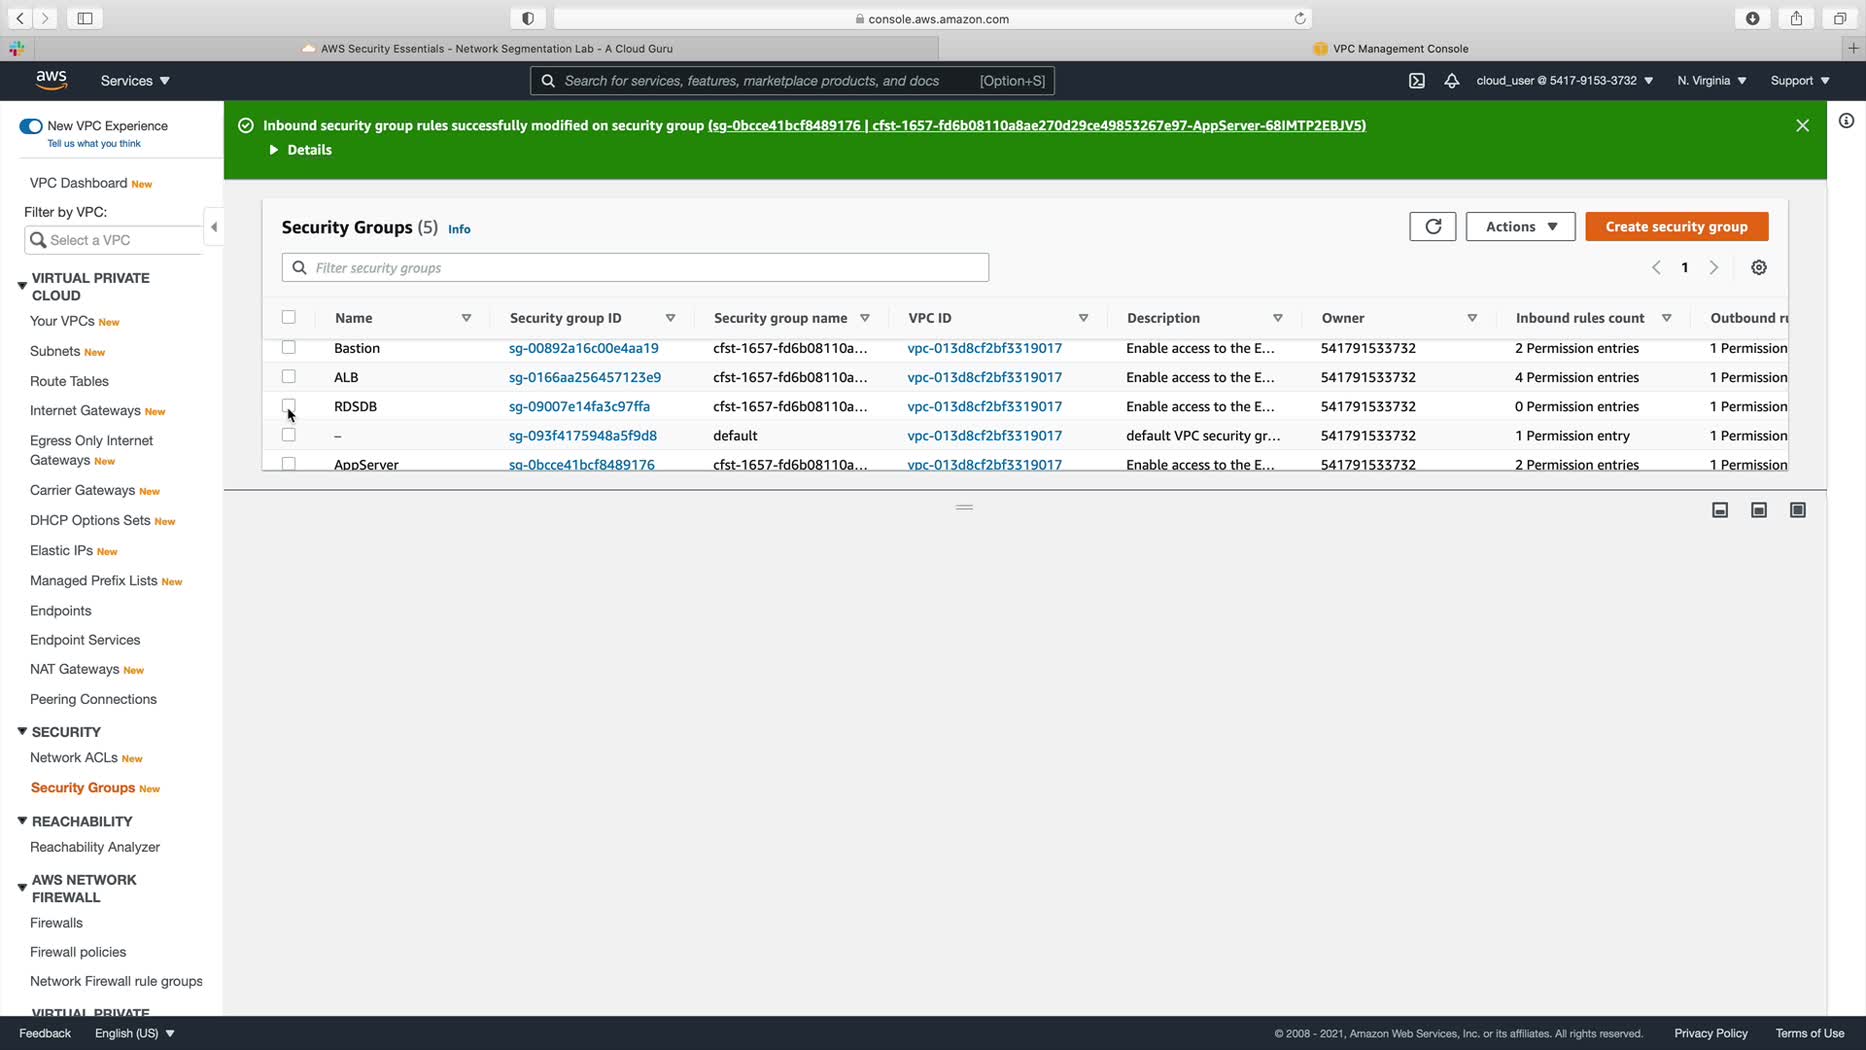 console.aws.amazon.com
AWS Security Essentials - Network Segmentation Lab - A Cloud Guru
VPC Management Console
aws
Services
Search for services, features, marketplace products, and docs [Option+S]
cloud_user @ 5417-9153-3732
N. Virginia
Support
New VPC Experience
Tell us what you think
VPC Dashboard New
Filter by VPC:
Select a VPC
VIRTUAL PRIVATE
CLOUD
Your VPCs New
Subnets New
Route Tables
Internet Gateways New
Egress Only Internet
Gateways New
Carrier Gateways New
DHCP Options Sets New
Elastic IPs New
Managed Prefix Lists New
Endpoints
Endpoint Services
NAT Gateways New
Peering Connections
SECURITY
Network ACLs New
Security Groups New
REACHABILITY
Reachability Analyzer
AWS NETWORK
FIREWALL
Firewalls
Firewall policies
Network Firewall rule groups
VIRTUAL PRIVATE
Inbound security group rules successfully modified on security group (sg-0bcce41bcf8489176 | cfst-1657-fd6b08110a8ae270d29ce49853267e97-AppServer-68IMTP2EBJV5)
Details
Security Groups (5) Info
Actions
Create security group
Filter security groups
1
Name Security group ID Security group name VPC ID Description Owner Inbound rules count Outbound ru
Bastion sg-00892a16c00e4aa19 cfst-1657-fd6b08110a... vpc-013d8cf2bf3319017 Enable access to the E... 541791533732 2 Permission entries 1 Permission
ALB sg-0166aa256457123e9 cfst-1657-fd6b08110a... vpc-013d8cf2bf3319017 Enable access to the E... 541791533732 4 Permission entries 1 Permission
RDSDB sg-09007e14fa3c97ffa cfst-1657-fd6b08110a... vpc-013d8cf2bf3319017 Enable access to the E... 541791533732 0 Permission entries 1 Permission
– sg-093f4175948a5f9d8 default vpc-013d8cf2bf3319017 default VPC security gr... 541791533732 1 Permission entry 1 Permission
AppServer sg-0bcce41bcf8489176 cfst-1657-fd6b08110a... vpc-013d8cf2bf3319017 Enable access to the E... 541791533732 2 Permission entries 1 Permission
Feedback
English (US)
© 2008 - 2021, Amazon Web Services, Inc. or its affiliates. All rights reserved.
Privacy Policy
Terms of Use